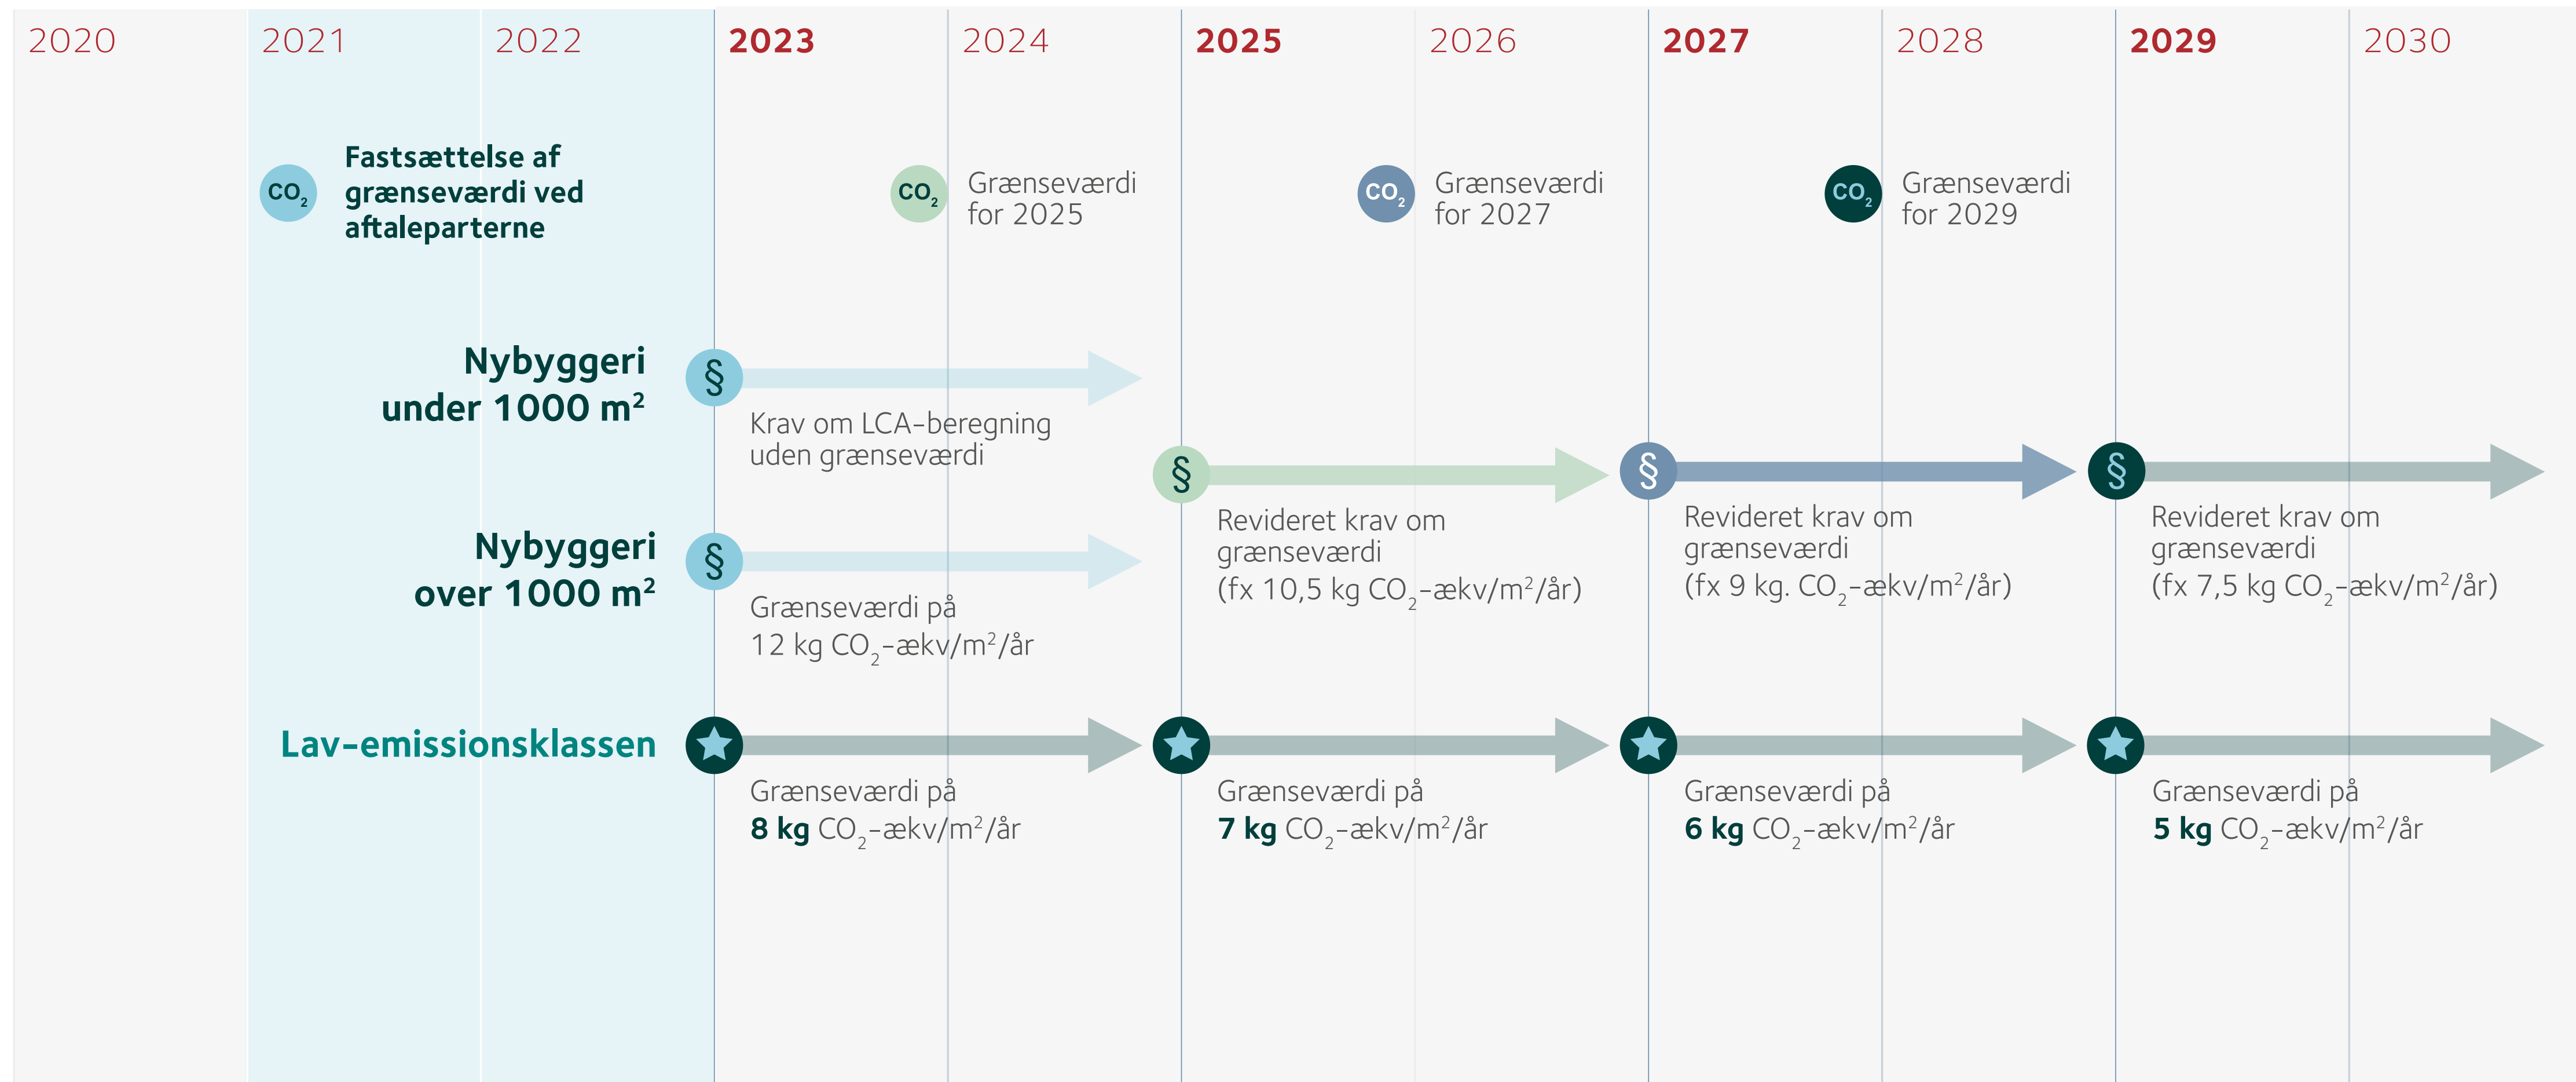 2020
2021
2022
2023
2024
2025
2026
2027
2028
2029
2030
CO₂
Fastsættelse af
grænseværdi ved
aftaleparterne
CO₂
Grænseværdi
for 2025
CO₂
Grænseværdi
for 2027
CO₂
Grænseværdi
for 2029
Nybyggeri
under 1000 m²
§
Krav om LCA-beregning
uden grænseværdi
Nybyggeri
over 1000 m²
§
Grænseværdi på
12 kg CO₂-ækv/m²/år
§
Revideret krav om
grænseværdi
(fx 10,5 kg CO₂-ækv/m²/år)
§
Revideret krav om
grænseværdi
(fx 9 kg. CO₂-ækv/m²/år)
§
Revideret krav om
grænseværdi
(fx 7,5 kg CO₂-ækv/m²/år)
Lav-emissionsklassen
Grænseværdi på
8 kg CO₂-ækv/m²/år
Grænseværdi på
7 kg CO₂-ækv/m²/år
Grænseværdi på
6 kg CO₂-ækv/m²/år
Grænseværdi på
5 kg CO₂-ækv/m²/år